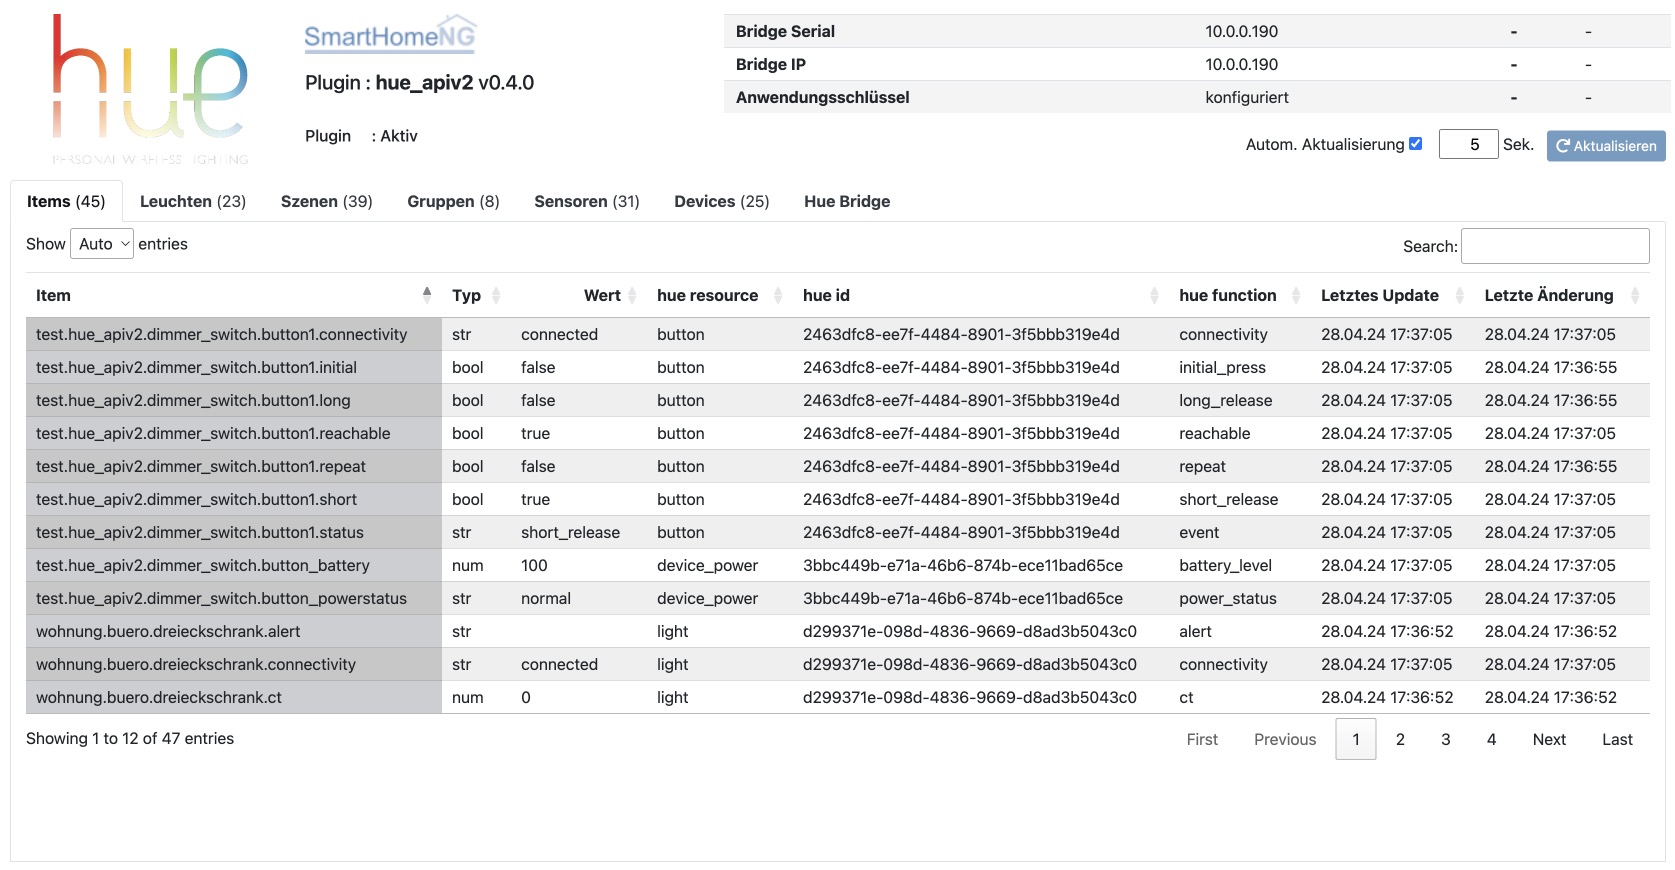 hue
PERSONAL WIRELESS LIGHTING
SmartHomeNG
Plugin : hue_apiv2 v0.4.0
Plugin : Aktiv
Bridge Serial 10.0.0.190 - -
Bridge IP 10.0.0.190 - -
Anwendungsschlüssel konfiguriert - -
Autom. Aktualisierung 5 Sek. Aktualisieren
Items (45) Leuchten (23) Szenen (39) Gruppen (8) Sensoren (31) Devices (25) Hue Bridge
Show Auto entries Search:
Item Typ Wert hue resource hue id hue function Letztes Update Letzte Änderung
test.hue_apiv2.dimmer_switch.button1.connectivity str connected button 2463dfc8-ee7f-4484-8901-3f5bbb319e4d connectivity 28.04.24 17:37:05 28.04.24 17:37:05
test.hue_apiv2.dimmer_switch.button1.initial bool false button 2463dfc8-ee7f-4484-8901-3f5bbb319e4d initial_press 28.04.24 17:37:05 28.04.24 17:36:55
test.hue_apiv2.dimmer_switch.button1.long bool false button 2463dfc8-ee7f-4484-8901-3f5bbb319e4d long_release 28.04.24 17:37:05 28.04.24 17:36:55
test.hue_apiv2.dimmer_switch.button1.reachable bool true button 2463dfc8-ee7f-4484-8901-3f5bbb319e4d reachable 28.04.24 17:37:05 28.04.24 17:37:05
test.hue_apiv2.dimmer_switch.button1.repeat bool false button 2463dfc8-ee7f-4484-8901-3f5bbb319e4d repeat 28.04.24 17:37:05 28.04.24 17:36:55
test.hue_apiv2.dimmer_switch.button1.short bool true button 2463dfc8-ee7f-4484-8901-3f5bbb319e4d short_release 28.04.24 17:37:05 28.04.24 17:37:05
test.hue_apiv2.dimmer_switch.button1.status str short_release button 2463dfc8-ee7f-4484-8901-3f5bbb319e4d event 28.04.24 17:37:05 28.04.24 17:37:05
test.hue_apiv2.dimmer_switch.button_battery num 100 device_power 3bbc449b-e71a-46b6-874b-ece11bad65ce battery_level 28.04.24 17:37:05 28.04.24 17:37:05
test.hue_apiv2.dimmer_switch.button_powerstatus str normal device_power 3bbc449b-e71a-46b6-874b-ece11bad65ce power_status 28.04.24 17:37:05 28.04.24 17:37:05
wohnung.buero.dreieckschrank.alert str light d299371e-098d-4836-9669-d8ad3b5043c0 alert 28.04.24 17:36:52 28.04.24 17:36:52
wohnung.buero.dreieckschrank.connectivity str connected light d299371e-098d-4836-9669-d8ad3b5043c0 connectivity 28.04.24 17:37:05 28.04.24 17:37:05
wohnung.buero.dreieckschrank.ct num 0 light d299371e-098d-4836-9669-d8ad3b5043c0 ct 28.04.24 17:36:52 28.04.24 17:36:52
Showing 1 to 12 of 47 entries First Previous 1 2 3 4 Next Last